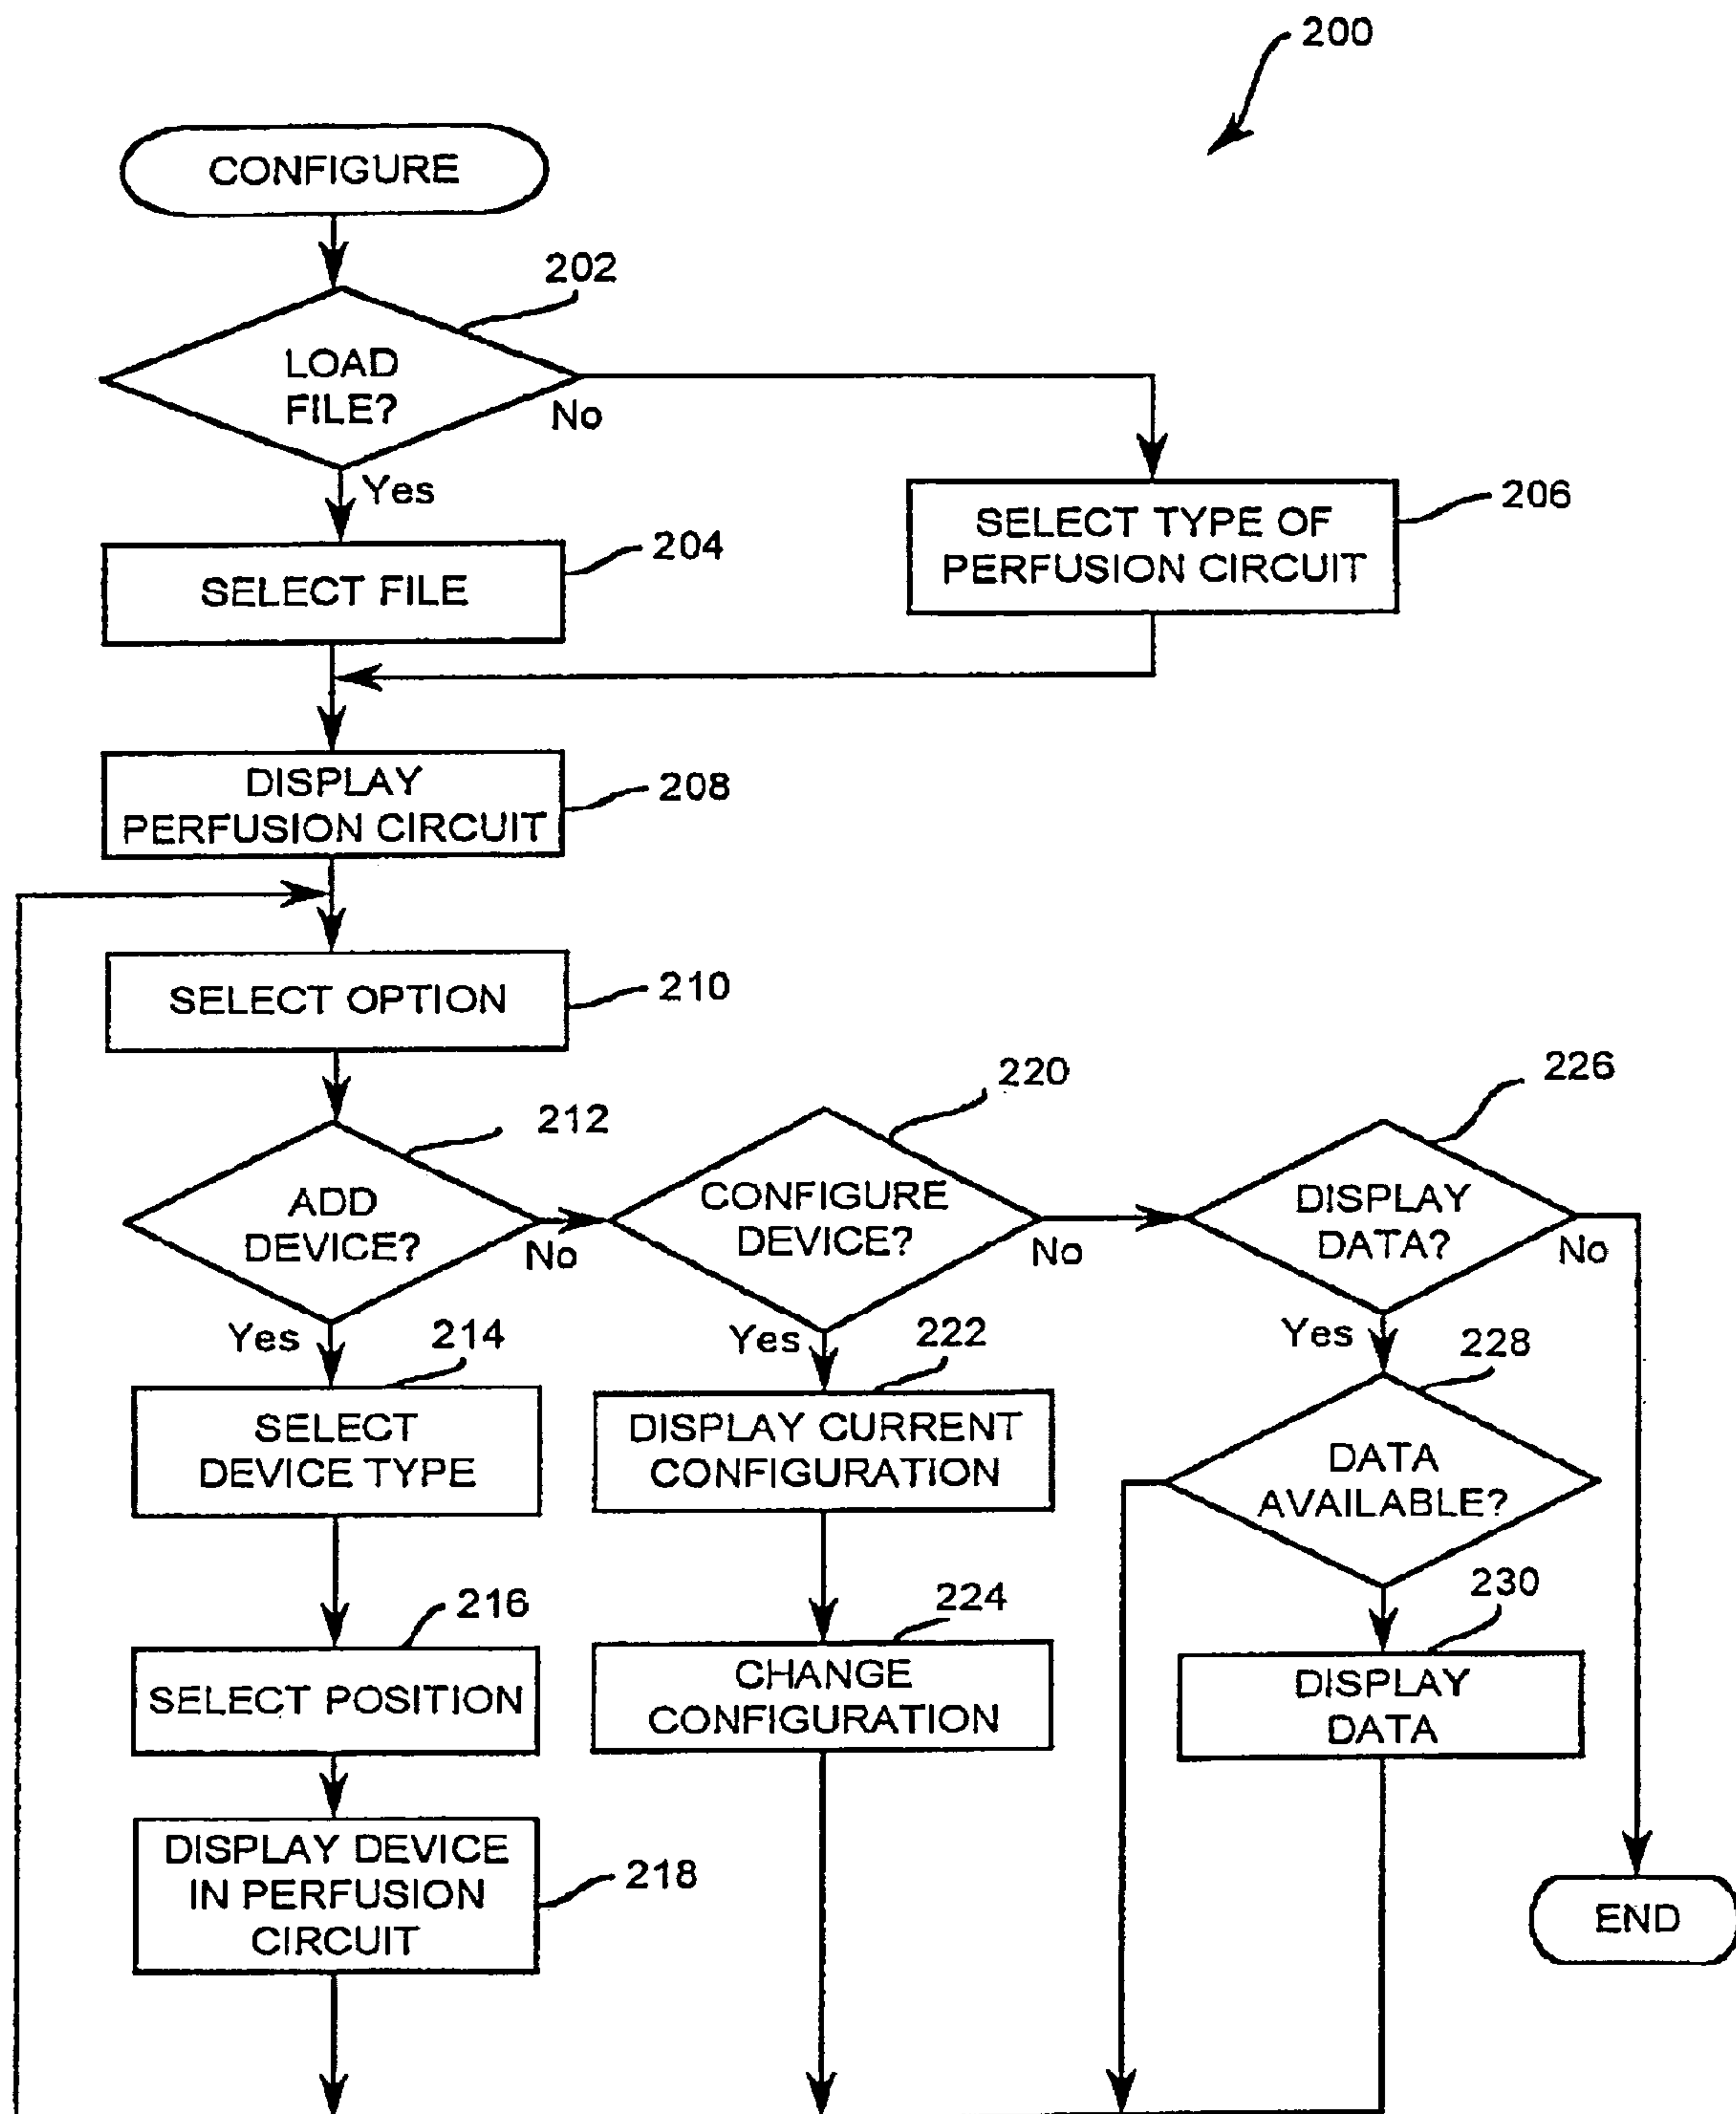 200
CONFIGURE
202
LOAD
FILE?
No
Yes
206
SELECT TYPE OF
PERFUSION CIRCUIT
204
SELECT FILE
DISPLAY
PERFUSION CIRCUIT
208
SELECT OPTION
210
212
ADD
DEVICE?
No
Yes
220
CONFIGURE
DEVICE?
No
Yes
226
DISPLAY
DATA?
No
Yes
214
SELECT
DEVICE TYPE
222
DISPLAY CURRENT
CONFIGURATION
228
DATA
AVAILABLE?
216
SELECT POSITION
224
CHANGE
CONFIGURATION
230
DISPLAY
DATA
DISPLAY DEVICE
IN PERFUSION
CIRCUIT
218
END